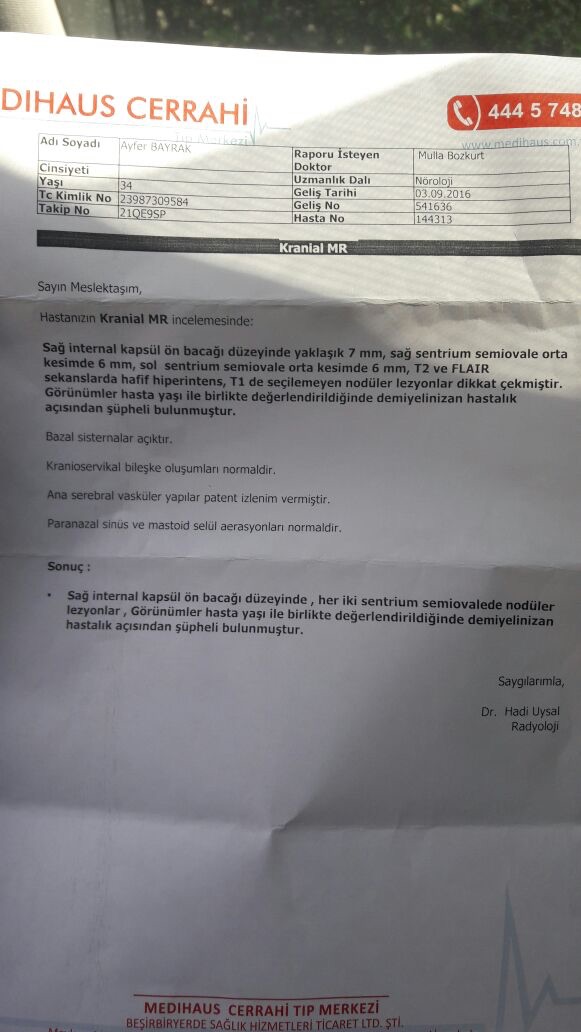 DIHAUS CERRAHİ
Tıp Merkezi
444 5 748
www.medihaus.com.
Adı Soyadı Ayfer BAYRAK
Raporu İsteyen Doktor Mulla Bozkurt
Cinsiyeti
Uzmanlık Dalı Nöroloji
Yaşı 34
Geliş Tarihi 03.09.2016
Tc Kimlik No 23987309584
Geliş No 541636
Takip No 21QE9SP
Hasta No 144313
Kranial MR
Sayın Meslektaşım,
Hastanızın Kranial MR incelemesinde:
Sağ internal kapsül ön bacağı düzeyinde yaklaşık 7 mm, sağ sentrium semiovale orta
kesimde 6 mm, sol sentrium semiovale orta kesimde 6 mm, T2 ve FLAIR
sekanslarda hafif hiperintens, T1 de seçilemeyen nodüler lezyonlar dikkat çekmiştir.
Görünümler hasta yaşı ile birlikte değerlendirildiğinde demiyelinizan hastalık
açısından şüpheli bulunmuştur.
Bazal sisternalar açıktır.
Kranioservikal bileşke oluşumları normaldir.
Ana serebral vasküler yapılar patent izlenim vermiştir.
Paranazal sinüs ve mastoid selül aerasyonları normaldir.
Sonuç :
• Sağ internal kapsül ön bacağı düzeyinde , her iki sentrium semiovalede nodüler
lezyonlar , Görünümler hasta yaşı ile birlikte değerlendirildiğinde demiyelinizan
hastalık açısından şüpheli bulunmuştur.
Saygılarımla,
Dr. Hadi Uysal
Radyoloji
MEDIHAUS CERRAHİ TIP MERKEZİ
BEŞİRBİRYERDE SAĞLIK HİZMETLERİ TİCARET LTD. ŞTİ.